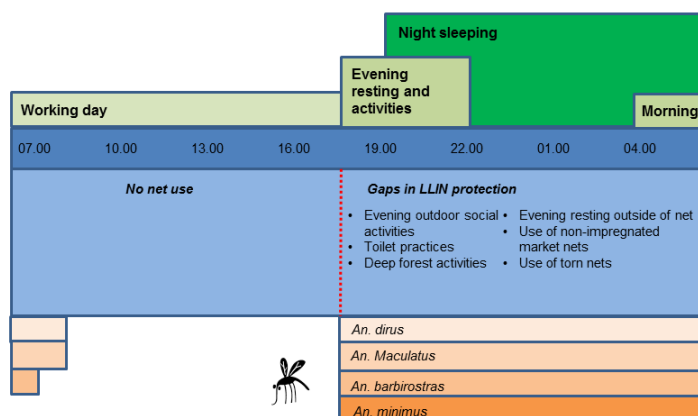 Night sleeping
Evening
resting and
activities
Working day
Morning
07.00 10.00 13.00 16.00 19.00 22.00 01.00 04.00
No net use
Gaps in LLIN protection
• Evening outdoor social
activities
• Toilet practices
• Deep forest activities
• Evening resting outside of net
• Use of non-impregnated
market nets
• Use of torn nets
An. dirus
An. Maculatus
An. barbirostras
An. minimus